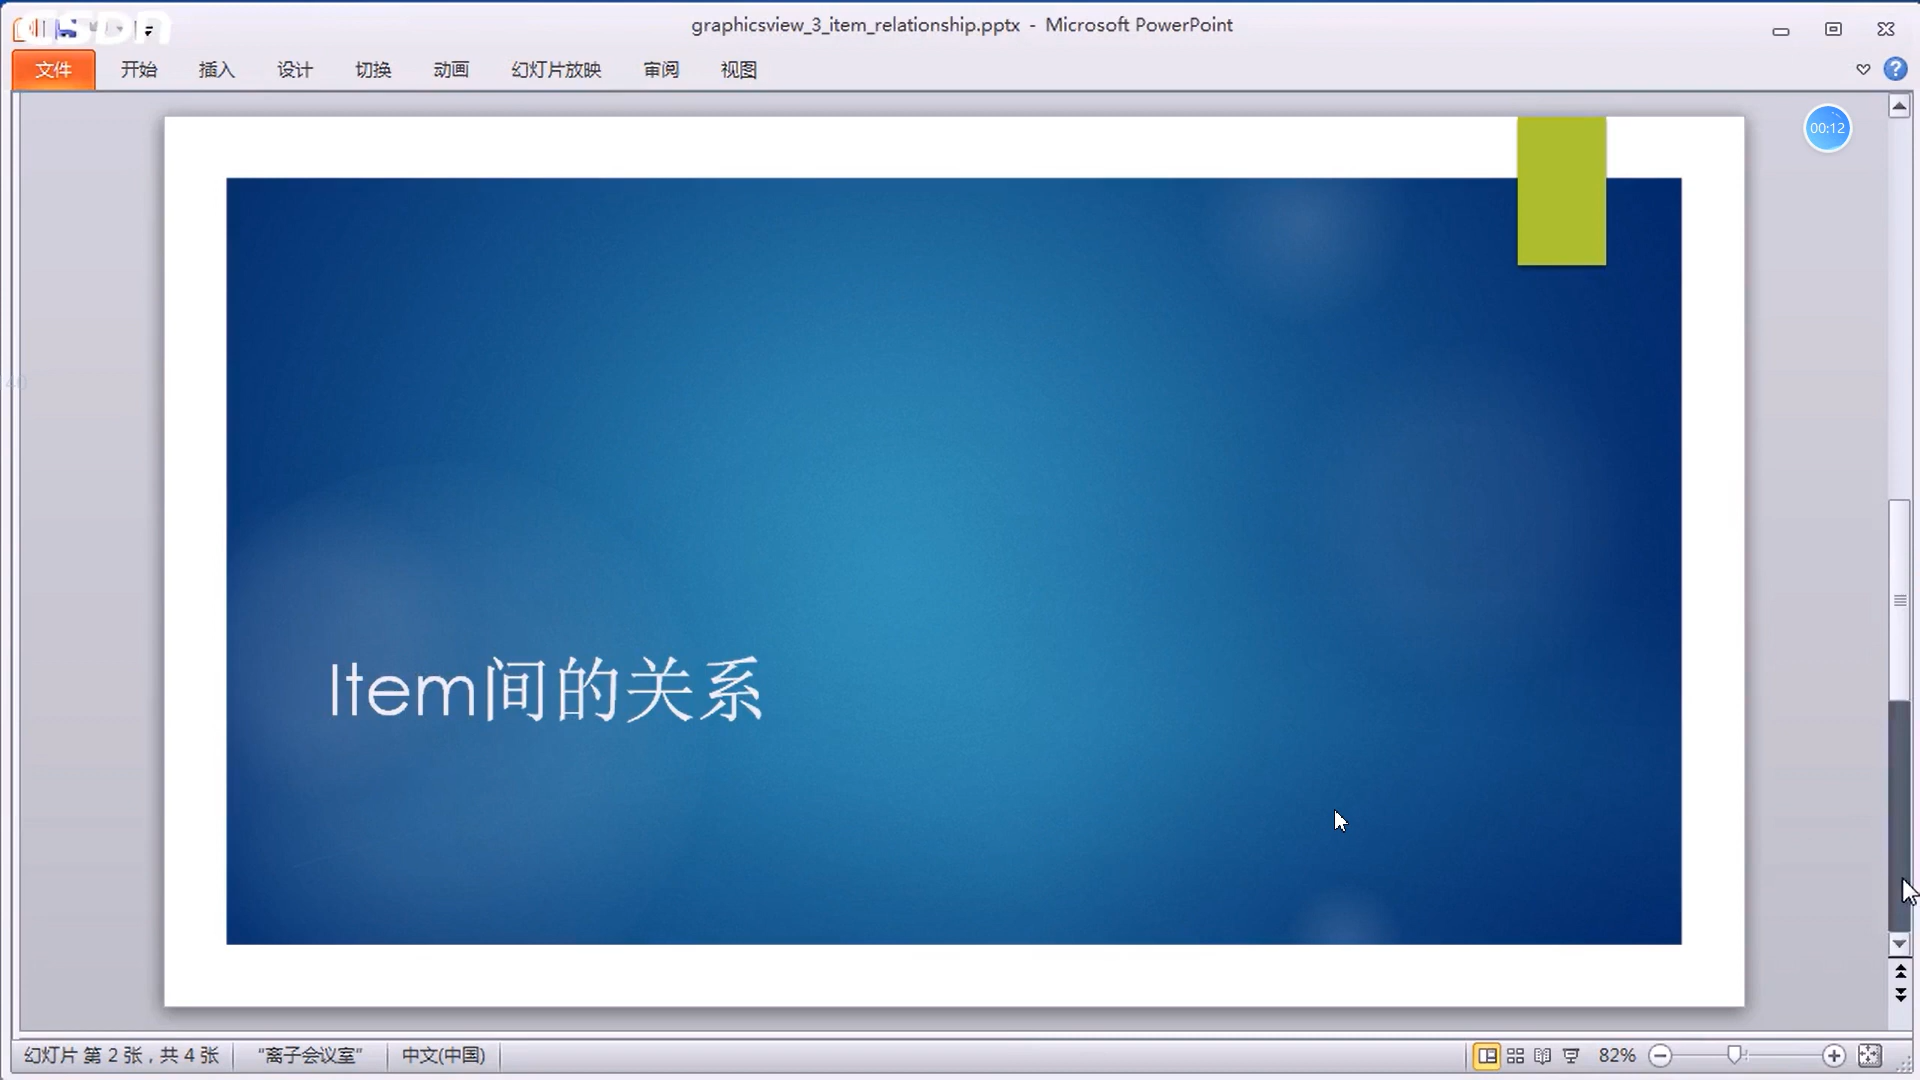 CSDN
graphicsview_3_item_relationship.pptx - Microsoft PowerPoint
文件 开始 插入 设计 切换 动画 幻灯片放映 审阅 视图
00:12
Item间的关系
幻灯片 第 2 张，共 4 张 "离子会议室" 中文(中国) 82%